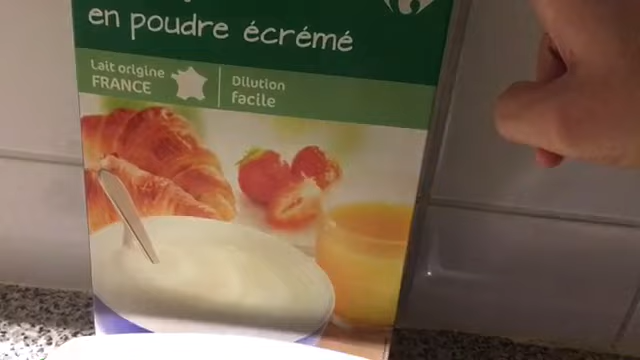 en poudre écrémé
Lait origine
FRANCE
Dilution
facile